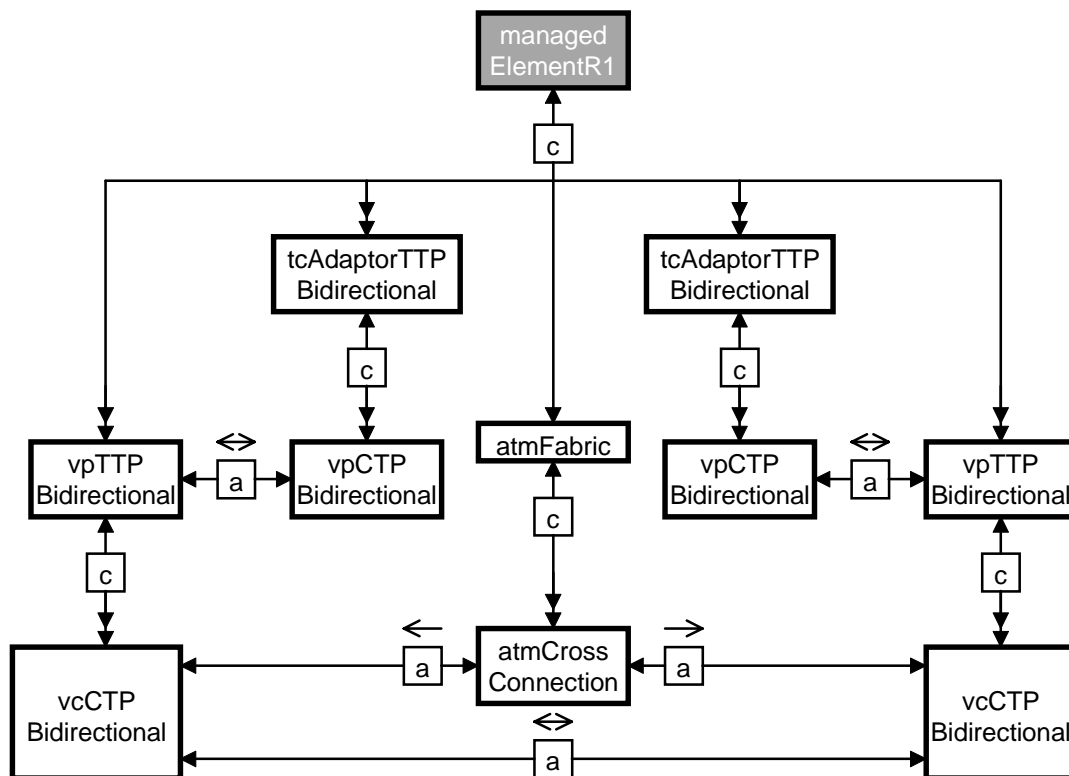 managed
ElementR1
c
tcAdaptorTTP
Bidirectional
tcAdaptorTTP
Bidirectional
c
c
vpTTP
Bidirectional
a
vpCTP
Bidirectional
atmFabric
vpCTP
Bidirectional
a
vpTTP
Bidirectional
c
c
c
vcCTP
Bidirectional
a
atmCross
Connection
a
vcCTP
Bidirectional
a